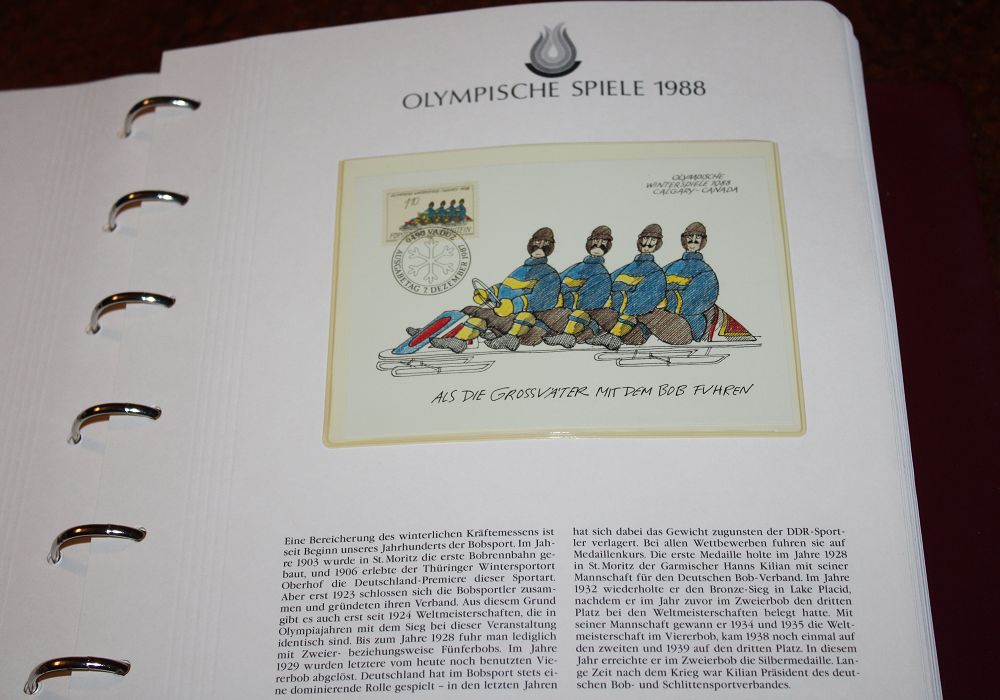 OLYMPISCHE SPIELE 1988
OLYMPISCHE
WINTERSPIELE 1988
CALGARY-CANADA
110
9490 VADUZ
AUSGABETAG 7. DEZEMBER 1987
ALS DIE GROSSVÄTER MIT DEM BOB FUHREN
Eine Bereicherung des winterlichen Kräftemessens ist
seit Beginn unseres Jahrhunderts der Bobsport. Im Jah-
re 1903 wurde in St. Moritz die erste Bobrennbahn ge-
baut, und 1906 erlebte der Thüringer Wintersportort
Oberhof die Deutschland-Premiere dieser Sportart.
Aber erst 1923 schlossen sich die Bobsportler zusam-
men und gründeten ihren Verband. Aus diesem Grund
gibt es auch erst seit 1924 Weltmeisterschaften, die in
Olympiajahren mit dem Sieg bei dieser Veranstaltung
identisch sind. Bis zum Jahre 1928 fuhr man lediglich
mit Zweier- beziehungsweise Fünferbobs. Im Jahre
1929 wurden letztere vom heute noch benutzten Vie-
rerbob abgelöst. Deutschland hat im Bobsport stets ei-
ne dominierende Rolle gespielt – in den letzten Jahren
hat sich dabei das Gewicht zugunsten der DDR-Sport-
ler verlagert. Bei allen Wettbewerben fuhren sie auf
Medaillenkurs. Die erste Medaille holte im Jahre 1928
in St. Moritz der Garmischer Hanns Kilian mit seiner
Mannschaft für den Deutschen Bob-Verband. Im Jahre
1932 wiederholte er den Bronze-Sieg in Lake Placid,
nachdem er im Jahr zuvor im Zweierbob den dritten
Platz bei den Weltmeisterschaften belegt hatte. Mit
seiner Mannschaft gewann er 1934 und 1935 die Welt-
meisterschaft im Viererbob, kam 1938 noch einmal auf
den zweiten und 1939 auf den dritten Platz. In diesem
Jahr erreichte er im Zweierbob die Silbermedaille. Lan-
ge Zeit nach dem Krieg war Kilian Präsident des deut-
schen Bob- und Schlittensportverbandes.